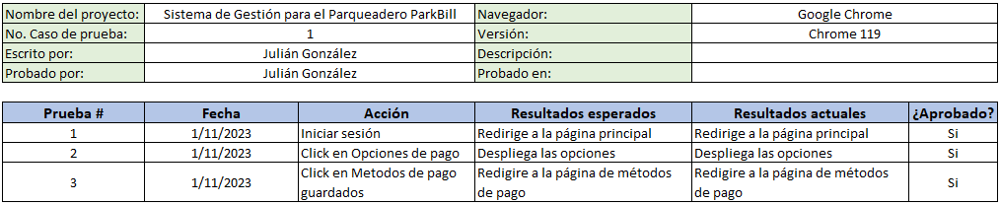 Nombre del proyecto: Sistema de Gestión para el Parqueadero ParkBill Navegador: Google Chrome
No. Caso de prueba: 1 Versión: Chrome 119
Escrito por: Julián González Descripción:
Probado por: Julián González Probado en:
Prueba # Fecha Acción Resultados esperados Resultados actuales ¿Aprobado?
1 1/11/2023 Iniciar sesión Redirige a la página principal Redirige a la página principal Si
2 1/11/2023 Click en Opciones de pago Despliega las opciones Despliega las opciones Si
3 1/11/2023 Click en Metodos de pago guardados Redigire a la página de métodos de pago Redigire a la página de métodos de pago Si